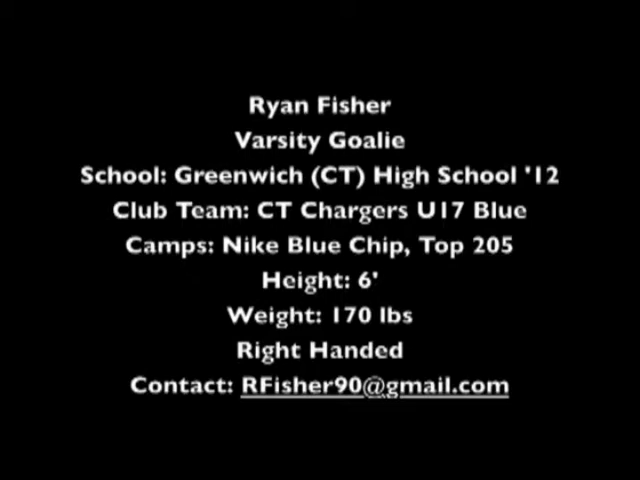 Ryan Fisher
Varsity Goalie
School: Greenwich (CT) High School '12
Club Team: CT Chargers U17 Blue
Camps: Nike Blue Chip, Top 205
Height: 6'
Weight: 170 lbs
Right Handed
Contact: RFisher90@gmail.com